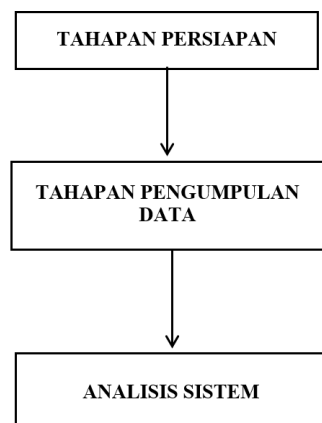 TAHAPAN PERSIAPAN
TAHAPAN PENGUMPULAN
DATA
ANALISIS SISTEM